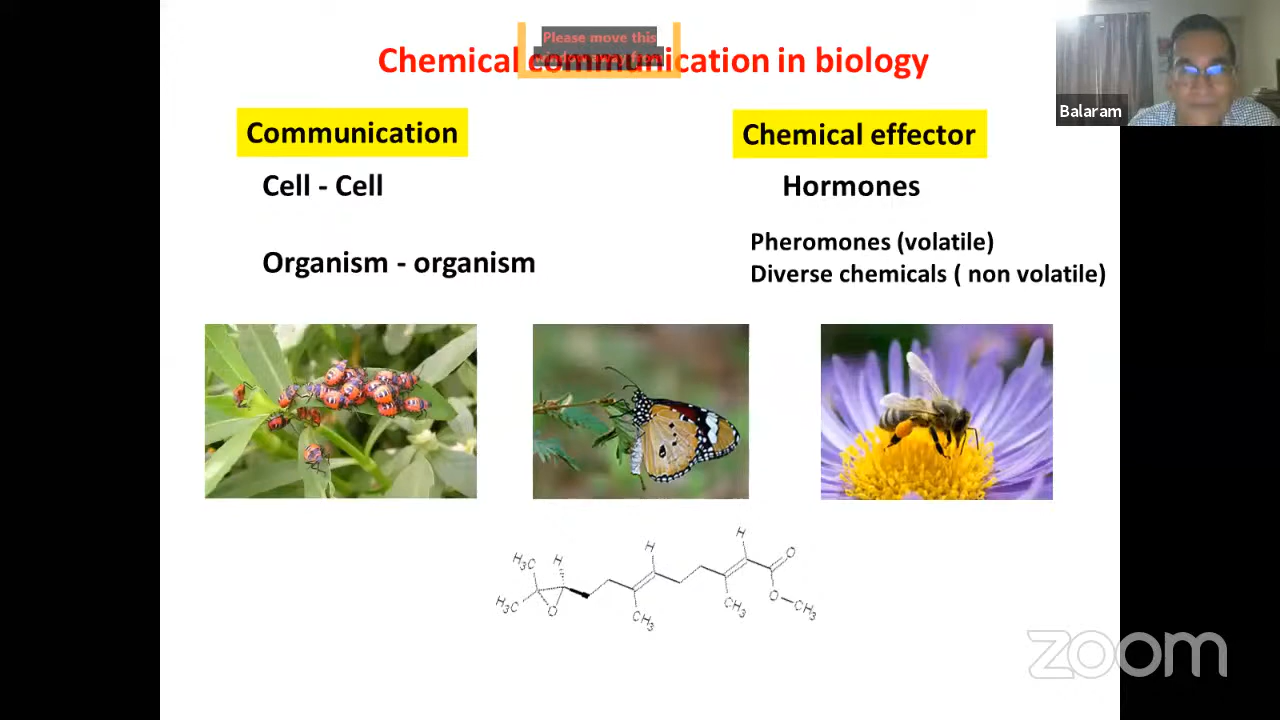 Please move this
Chemical communication in biology
Balaram
Communication
Chemical effector
Cell - Cell
Hormones
Organism - organism
Pheromones (volatile)
Diverse chemicals ( non volatile)
H
H
H₃C
H
O
H₃C
O
O
CH₃
CH₃
CH₃
zoom